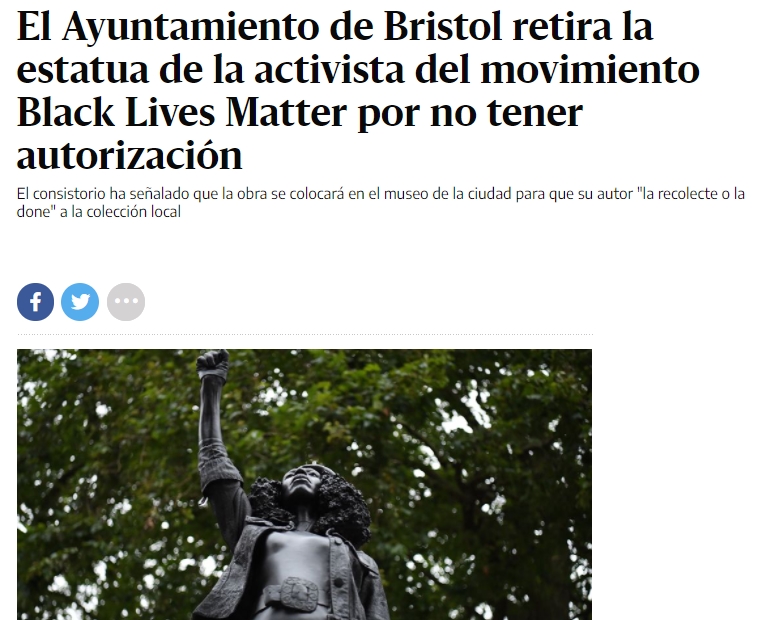 El Ayuntamiento de Bristol retira la
estatua de la activista del movimiento
Black Lives Matter por no tener
autorización
El consistorio ha señalado que la obra se colocará en el museo de la ciudad para que su autor "la recolecte o la
done" a la colección local